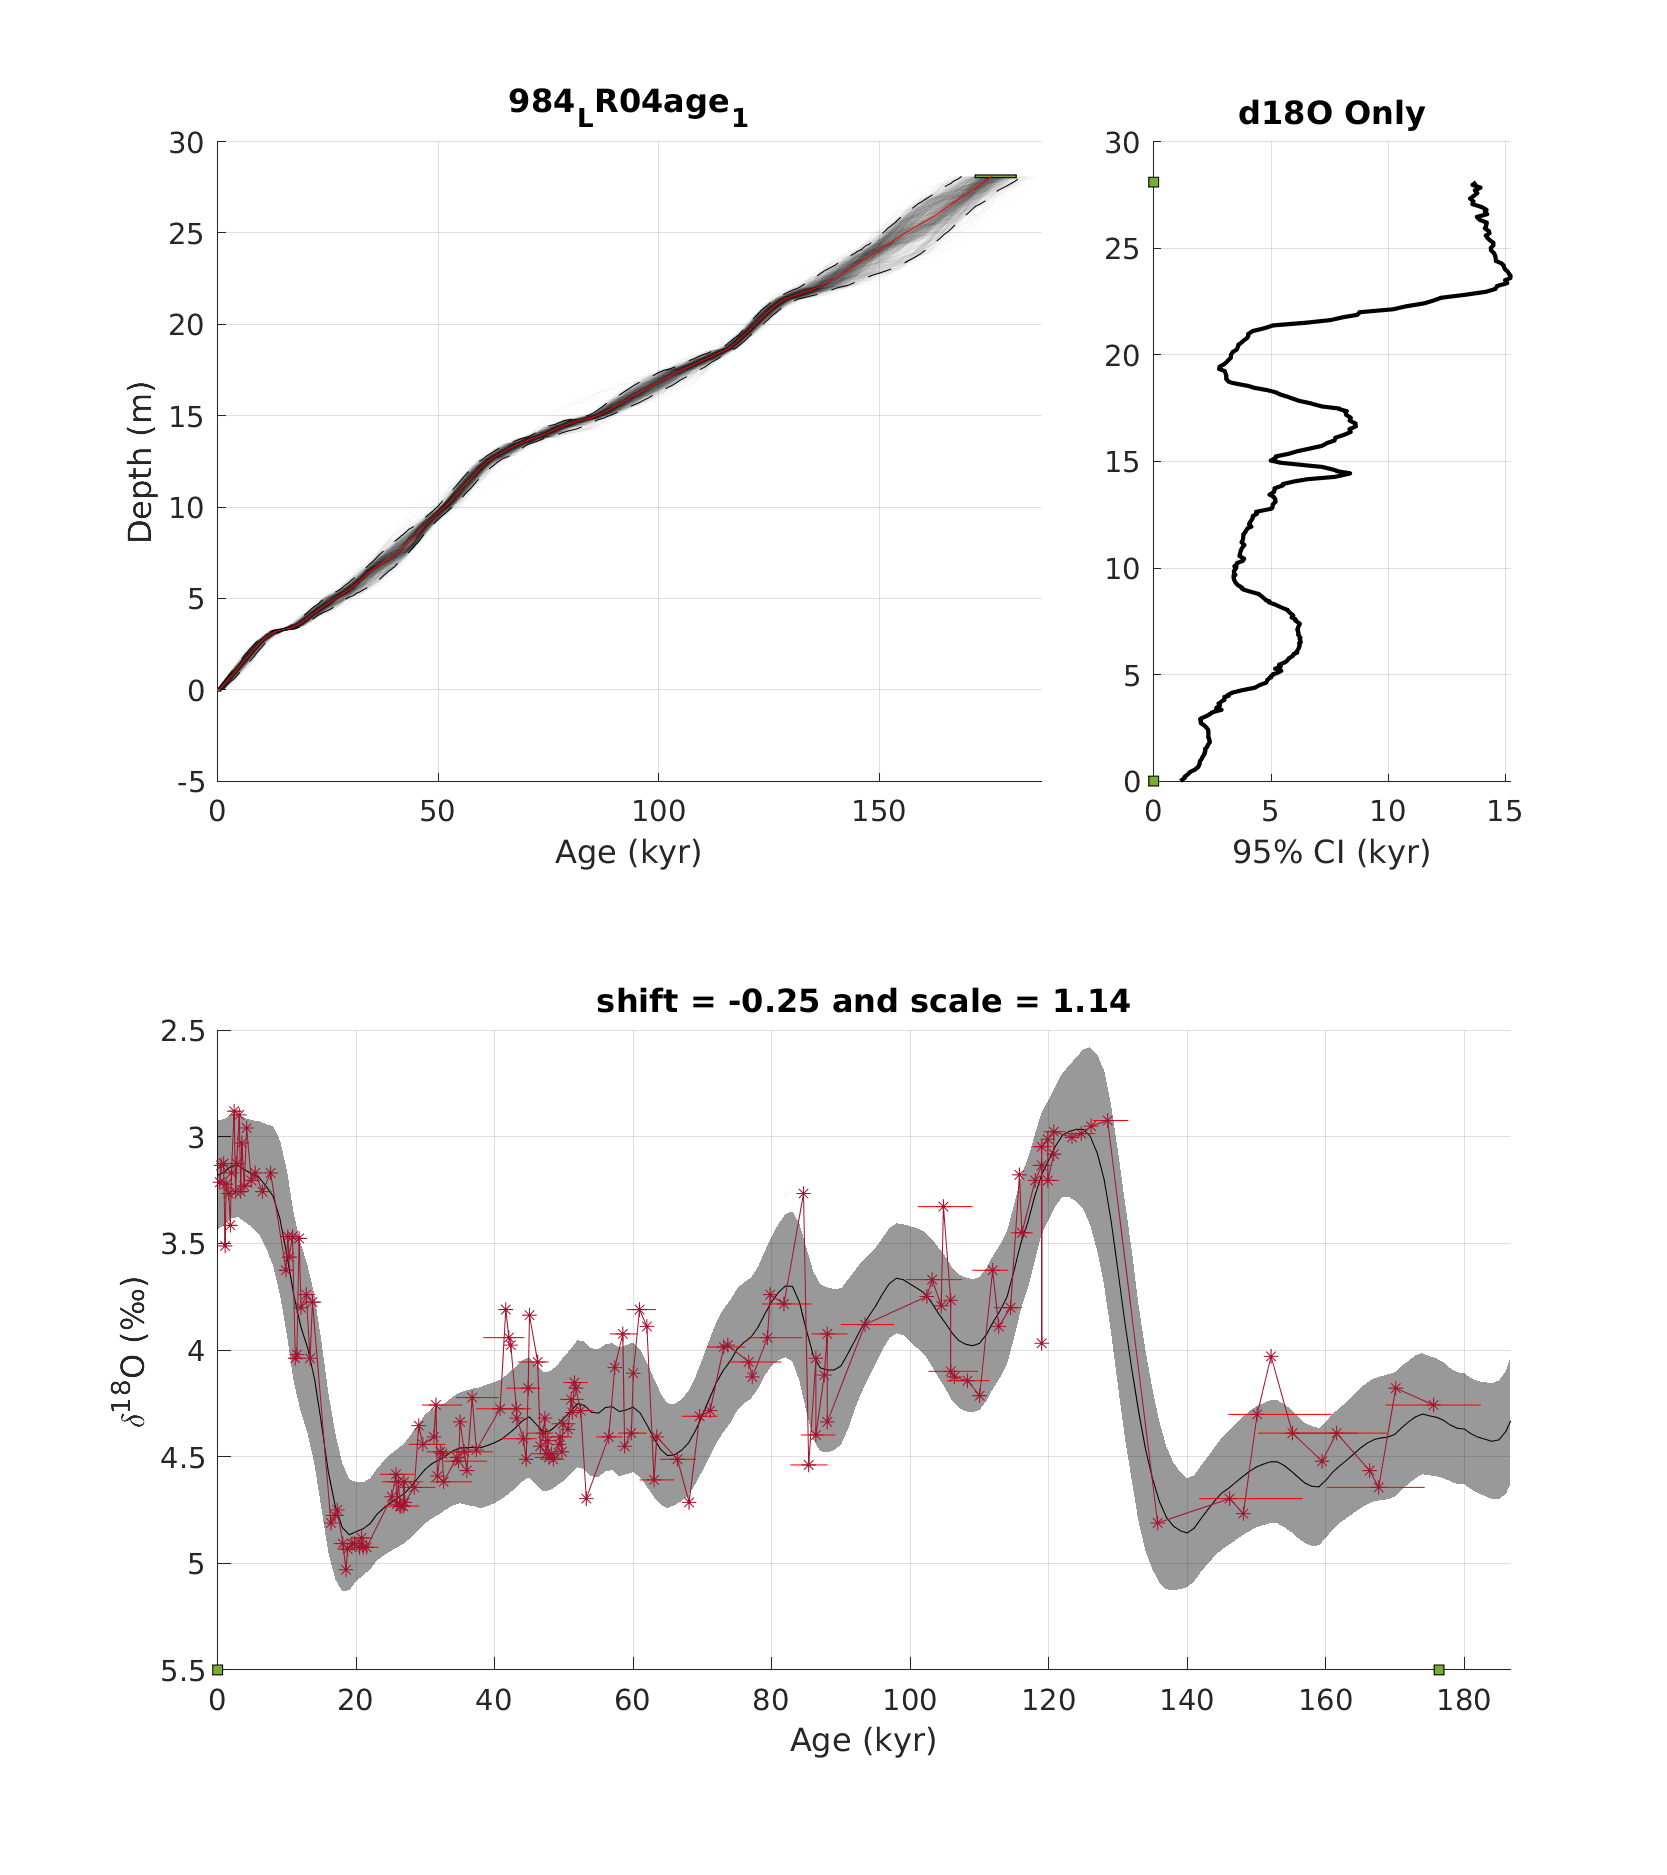 984LR04age1
d18O Only
30
25
20
15
10
5
0
-5
Depth (m)
0 50 100 150
Age (kyr)
30
25
20
15
10
5
0
0 5 10 15
95% CI (kyr)
shift = -0.25 and scale = 1.14
2.5
3
3.5
4
4.5
5
5.5
δ18O (‰)
0 20 40 60 80 100 120 140 160 180
Age (kyr)